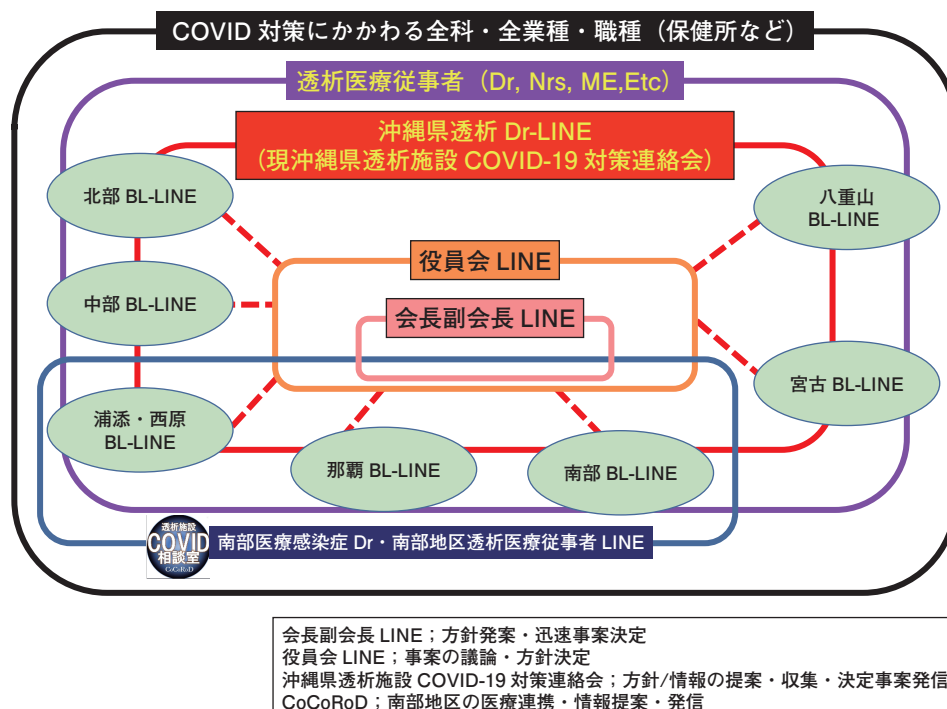 COVID 対策にかかわる全科・全業種・職種（保健所など）
透析医療従事者（Dr, Nrs, ME,Etc）
沖縄県透析 Dr-LINE
（現沖縄県透析施設 COVID-19 対策連絡会）
北部 BL-LINE
八重山
BL-LINE
役員会 LINE
中部 BL-LINE
会長副会長 LINE
宮古 BL-LINE
浦添・西原
BL-LINE
那覇 BL-LINE
南部 BL-LINE
透析施設
COVID
相談室
CoCoRoD
南部医療感染症 Dr・南部地区透析医療従事者 LINE
会長副会長 LINE；方針発案・迅速事案決定
役員会 LINE；事案の議論・方針決定
沖縄県透析施設 COVID-19 対策連絡会；方針/情報の提案・収集・決定事案発信
CoCoRoD；南部地区の医療連携・情報提案・発信